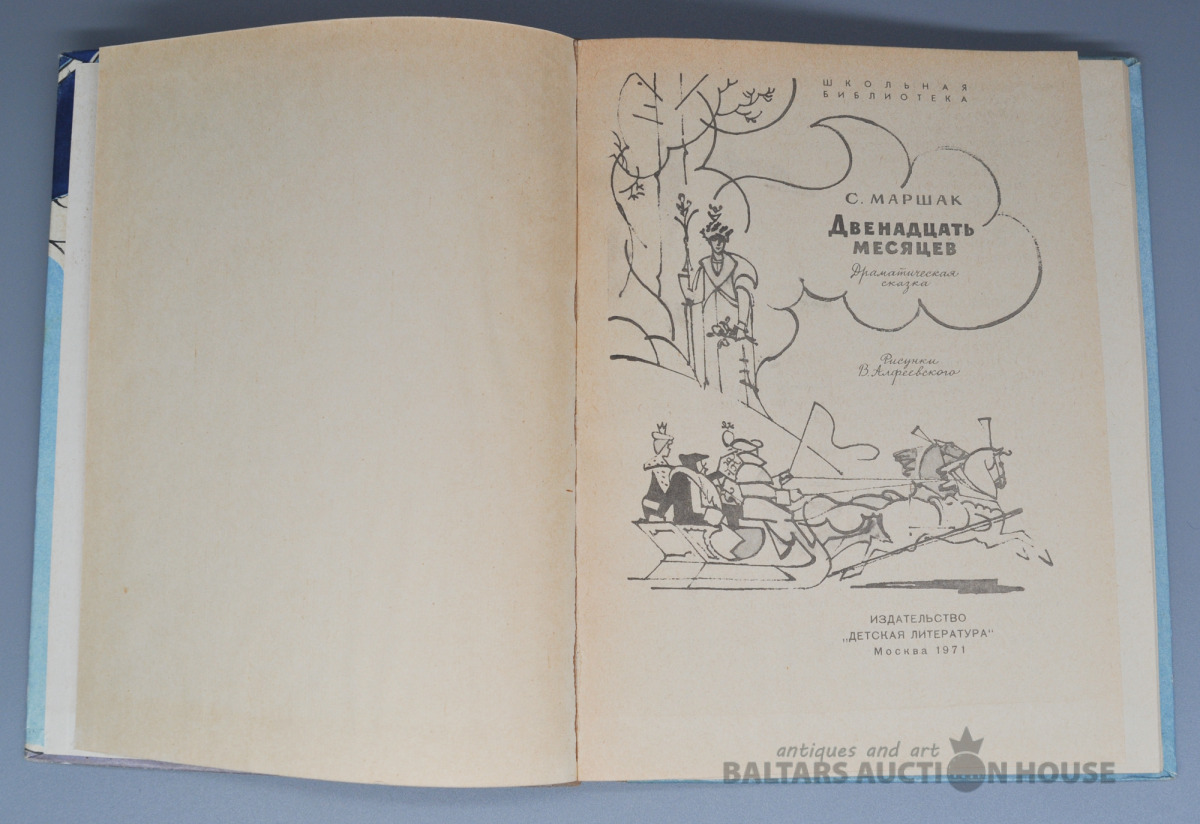 ШКОЛЬНАЯ
БИБЛИОТЕКА
С. МАРШАК
ДВЕНАДЦАТЬ
МЕСЯЦЕВ
Драматическая
сказка
Рисунки
В. Алфеевского
ИЗДАТЕЛЬСТВО
„ДЕТСКАЯ ЛИТЕРАТУРА"
Москва 1971
antiques and art
BALTARS AUCTION HOUSE